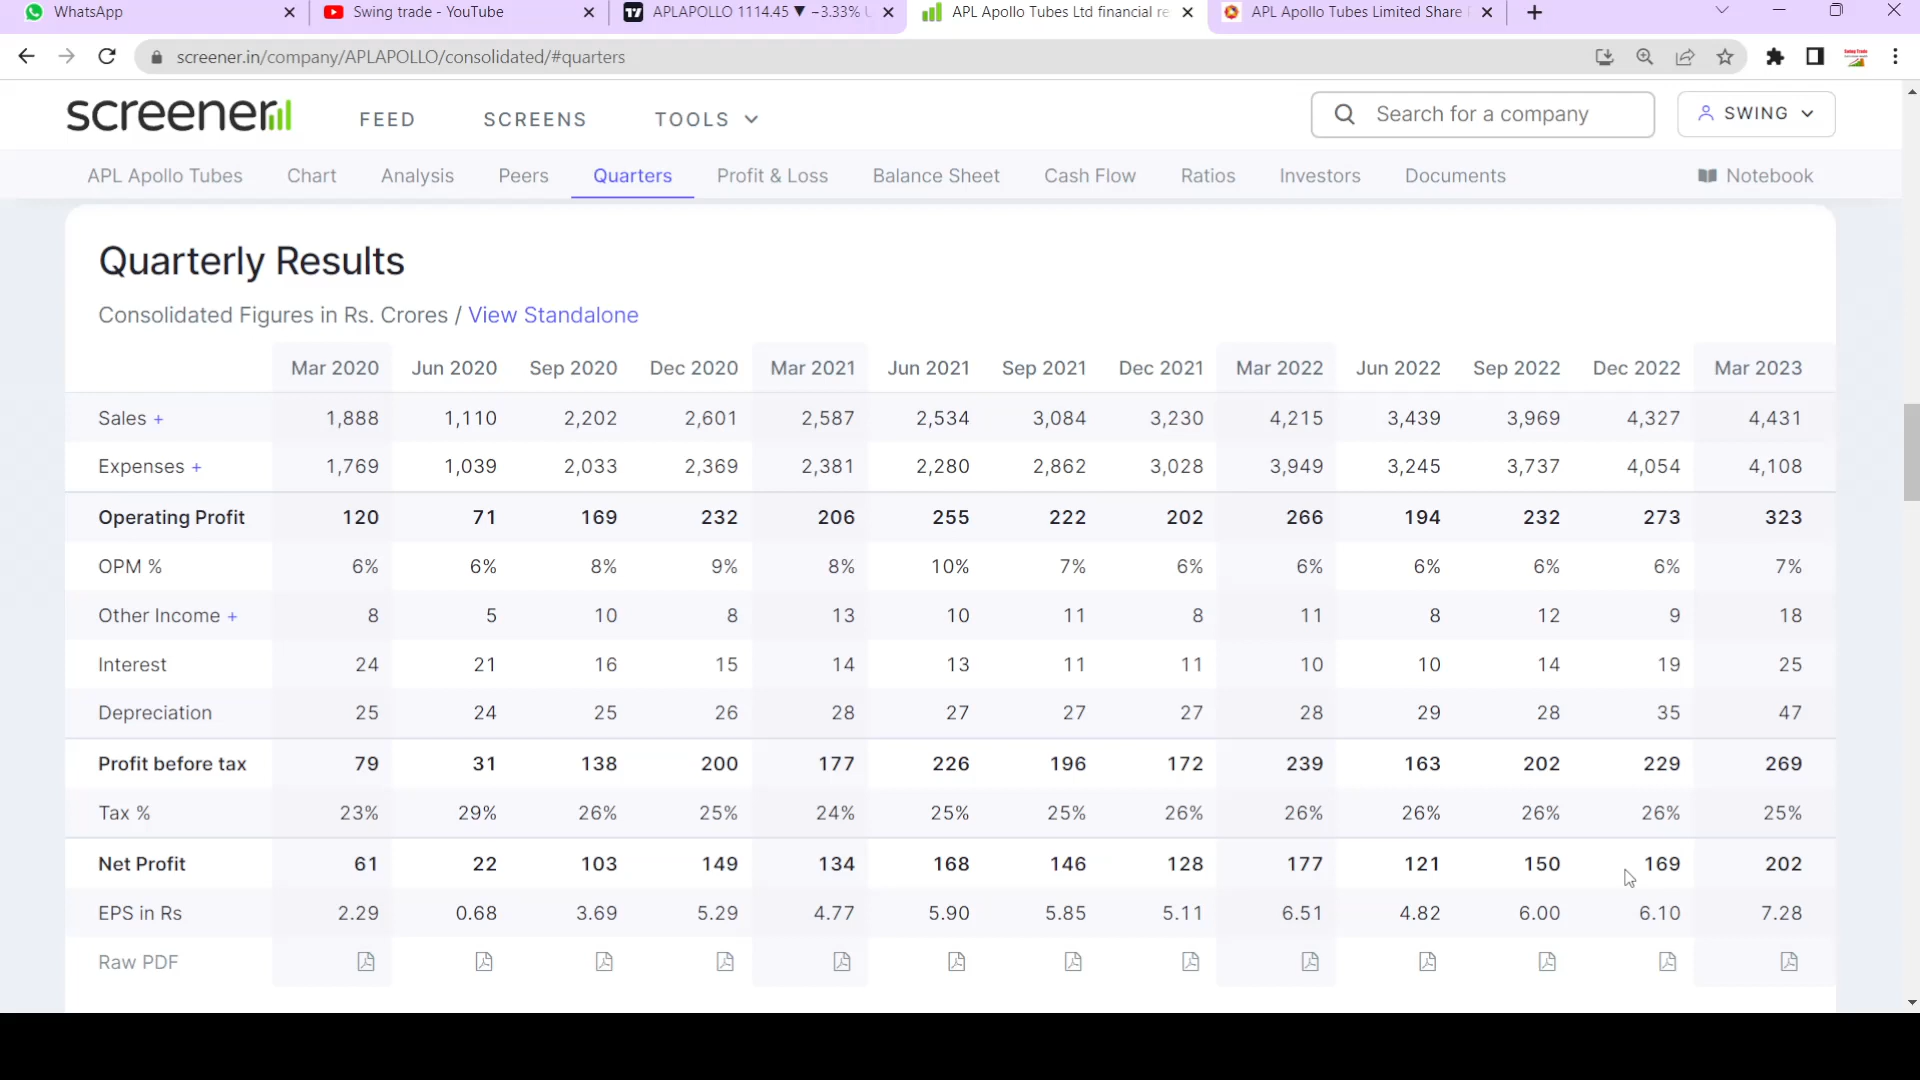 WhatsApp Swing trade - YouTube APLAPOLLO 1114.45 ▼ −3.33% APL Apollo Tubes Ltd financial re APL Apollo Tubes Limited Share
screener.in/company/APLAPOLLO/consolidated/#quarters
screener FEED SCREENS TOOLS Search for a company SWING
APL Apollo Tubes Chart Analysis Peers Quarters Profit & Loss Balance Sheet Cash Flow Ratios Investors Documents Notebook
Quarterly Results
Consolidated Figures in Rs. Crores / View Standalone
Mar 2020 Jun 2020 Sep 2020 Dec 2020 Mar 2021 Jun 2021 Sep 2021 Dec 2021 Mar 2022 Jun 2022 Sep 2022 Dec 2022 Mar 2023
Sales + 1,888 1,110 2,202 2,601 2,587 2,534 3,084 3,230 4,215 3,439 3,969 4,327 4,431
Expenses + 1,769 1,039 2,033 2,369 2,381 2,280 2,862 3,028 3,949 3,245 3,737 4,054 4,108
Operating Profit 120 71 169 232 206 255 222 202 266 194 232 273 323
OPM % 6% 6% 8% 9% 8% 10% 7% 6% 6% 6% 6% 6% 7%
Other Income + 8 5 10 8 13 10 11 8 11 8 12 9 18
Interest 24 21 16 15 14 13 11 11 10 10 14 19 25
Depreciation 25 24 25 26 28 27 27 27 28 29 28 35 47
Profit before tax 79 31 138 200 177 226 196 172 239 163 202 229 269
Tax % 23% 29% 26% 25% 24% 25% 25% 26% 26% 26% 26% 26% 25%
Net Profit 61 22 103 149 134 168 146 128 177 121 150 169 202
EPS in Rs 2.29 0.68 3.69 5.29 4.77 5.90 5.85 5.11 6.51 4.82 6.00 6.10 7.28
Raw PDF